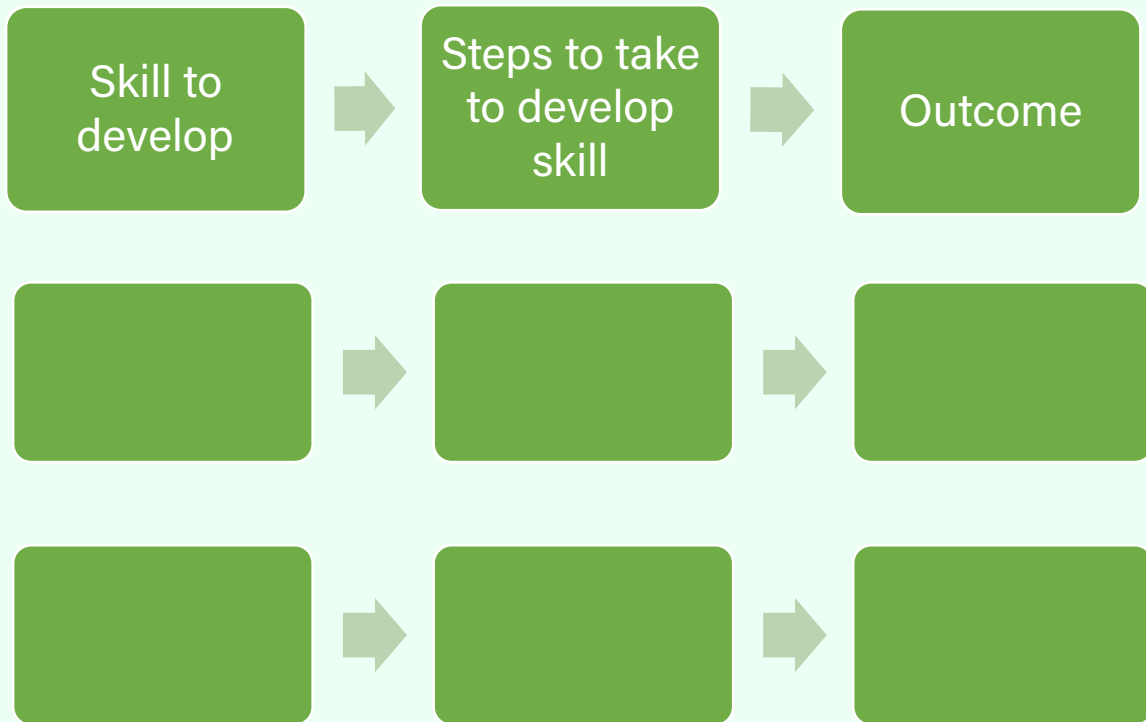 Skill to
develop
Steps to take
to develop
skill
Outcome